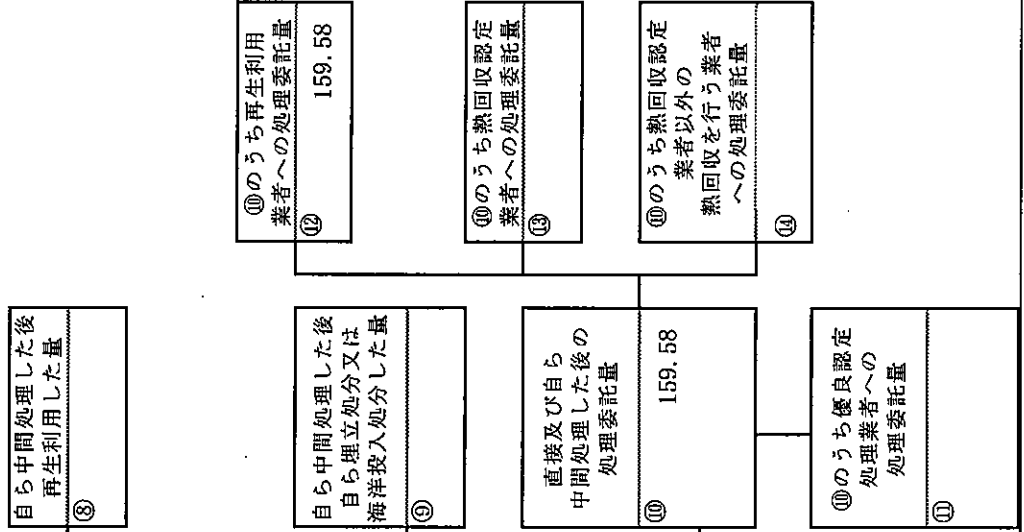 自ら中間処理した後
再生利用した量
⑧
自ら中間処理した後
自ら埋立処分又は
海洋投入処分した量
⑨
直接及び自ら
中間処理した後の
処理委託量
⑩
159.58
⑩のうち優良認定
処理業者への
処理委託量
⑪
⑩のうち再生利用
業者への処理委託量
⑫
159.58
⑩のうち熱回収認定
業者への処理委託量
⑬
⑩のうち熱回収認定
業者以外の
熱回収を行う業者
への処理委託量
⑭